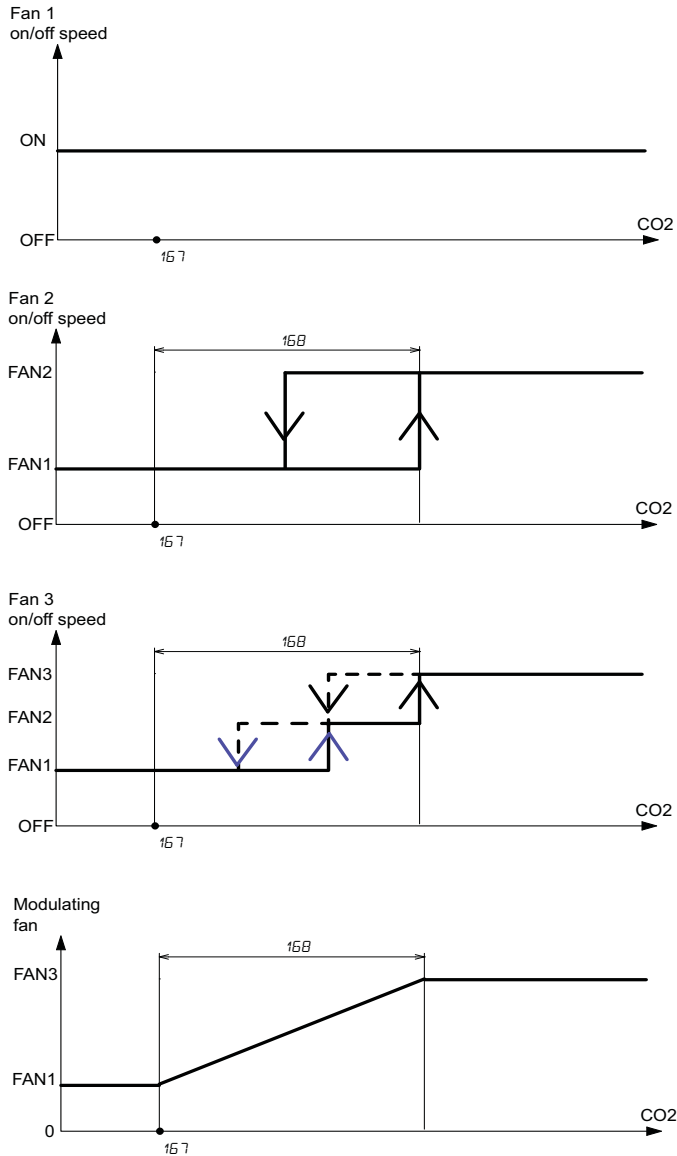 Fan 1
on/off speed
ON
OFF
CO2
167
Fan 2
on/off speed
168
FAN2
FAN1
OFF
CO2
167
Fan 3
on/off speed
168
FAN3
FAN2
FAN1
OFF
CO2
167
Modulating
fan
168
FAN3
FAN1
0
CO2
167